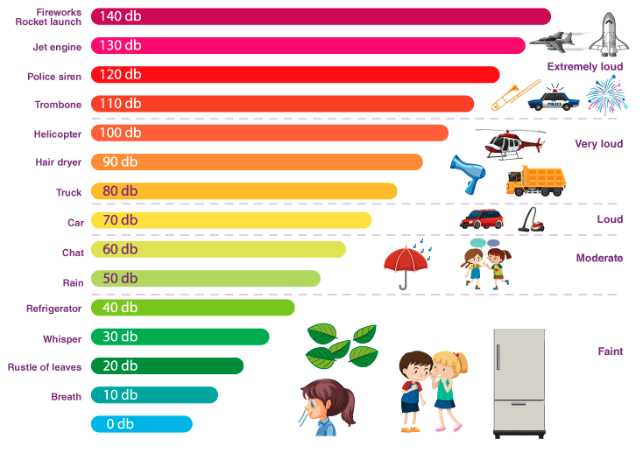 Fireworks
Rocket launch 140 db
Jet engine 130 db
Police siren 120 db
Extremely loud
Trombone 110 db
Helicopter 100 db
Very loud
Hair dryer 90 db
Truck 80 db
Car 70 db
Loud
Chat 60 db
Moderate
Rain 50 db
Refrigerator 40 db
Whisper 30 db
Faint
Rustle of leaves 20 db
Breath 10 db
0 db